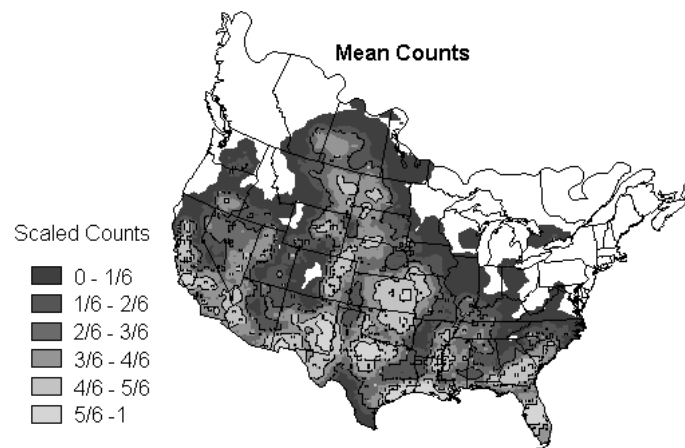 Mean Counts
Scaled Counts
0 - 1/6
1/6 - 2/6
2/6 - 3/6
3/6 - 4/6
4/6 - 5/6
5/6 -1